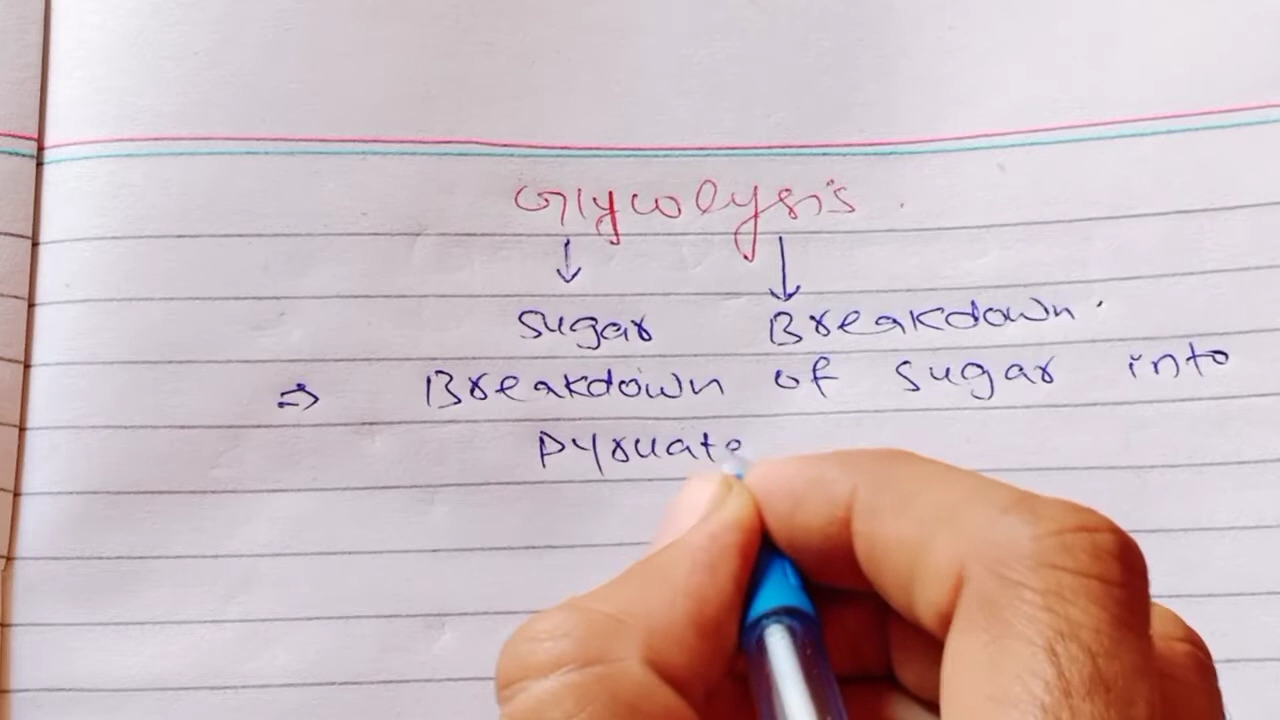 Glycolysis.
↓ ↓
Sugar Breakdown.
⇒ Breakdown of sugar into
pyruvate